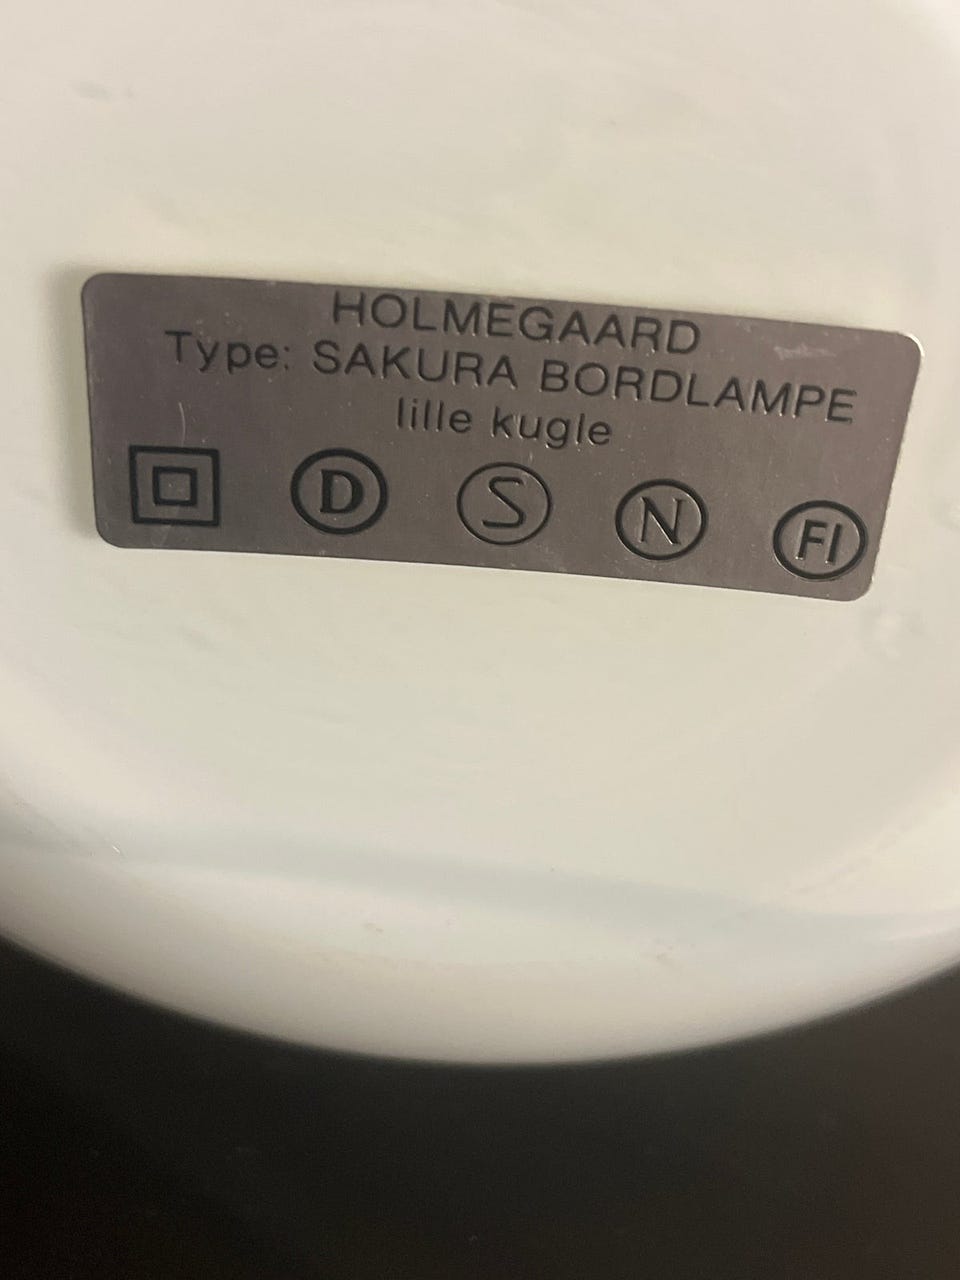 HOLMEGAARD
Type: SAKURA BORDLAMPE
lille kugle
D S N FI